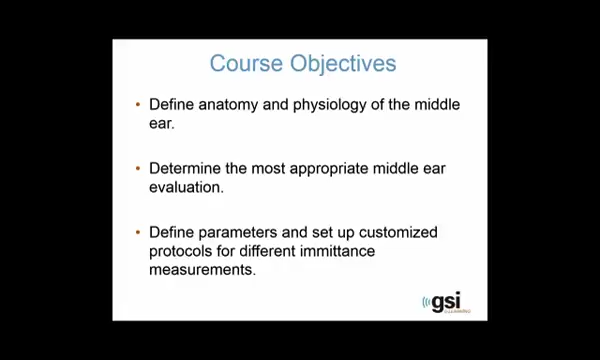 Course Objectives
• Define anatomy and physiology of the middle
ear.
• Determine the most appropriate middle ear
evaluation.
• Define parameters and set up customized
protocols for different immittance
measurements.
gsi